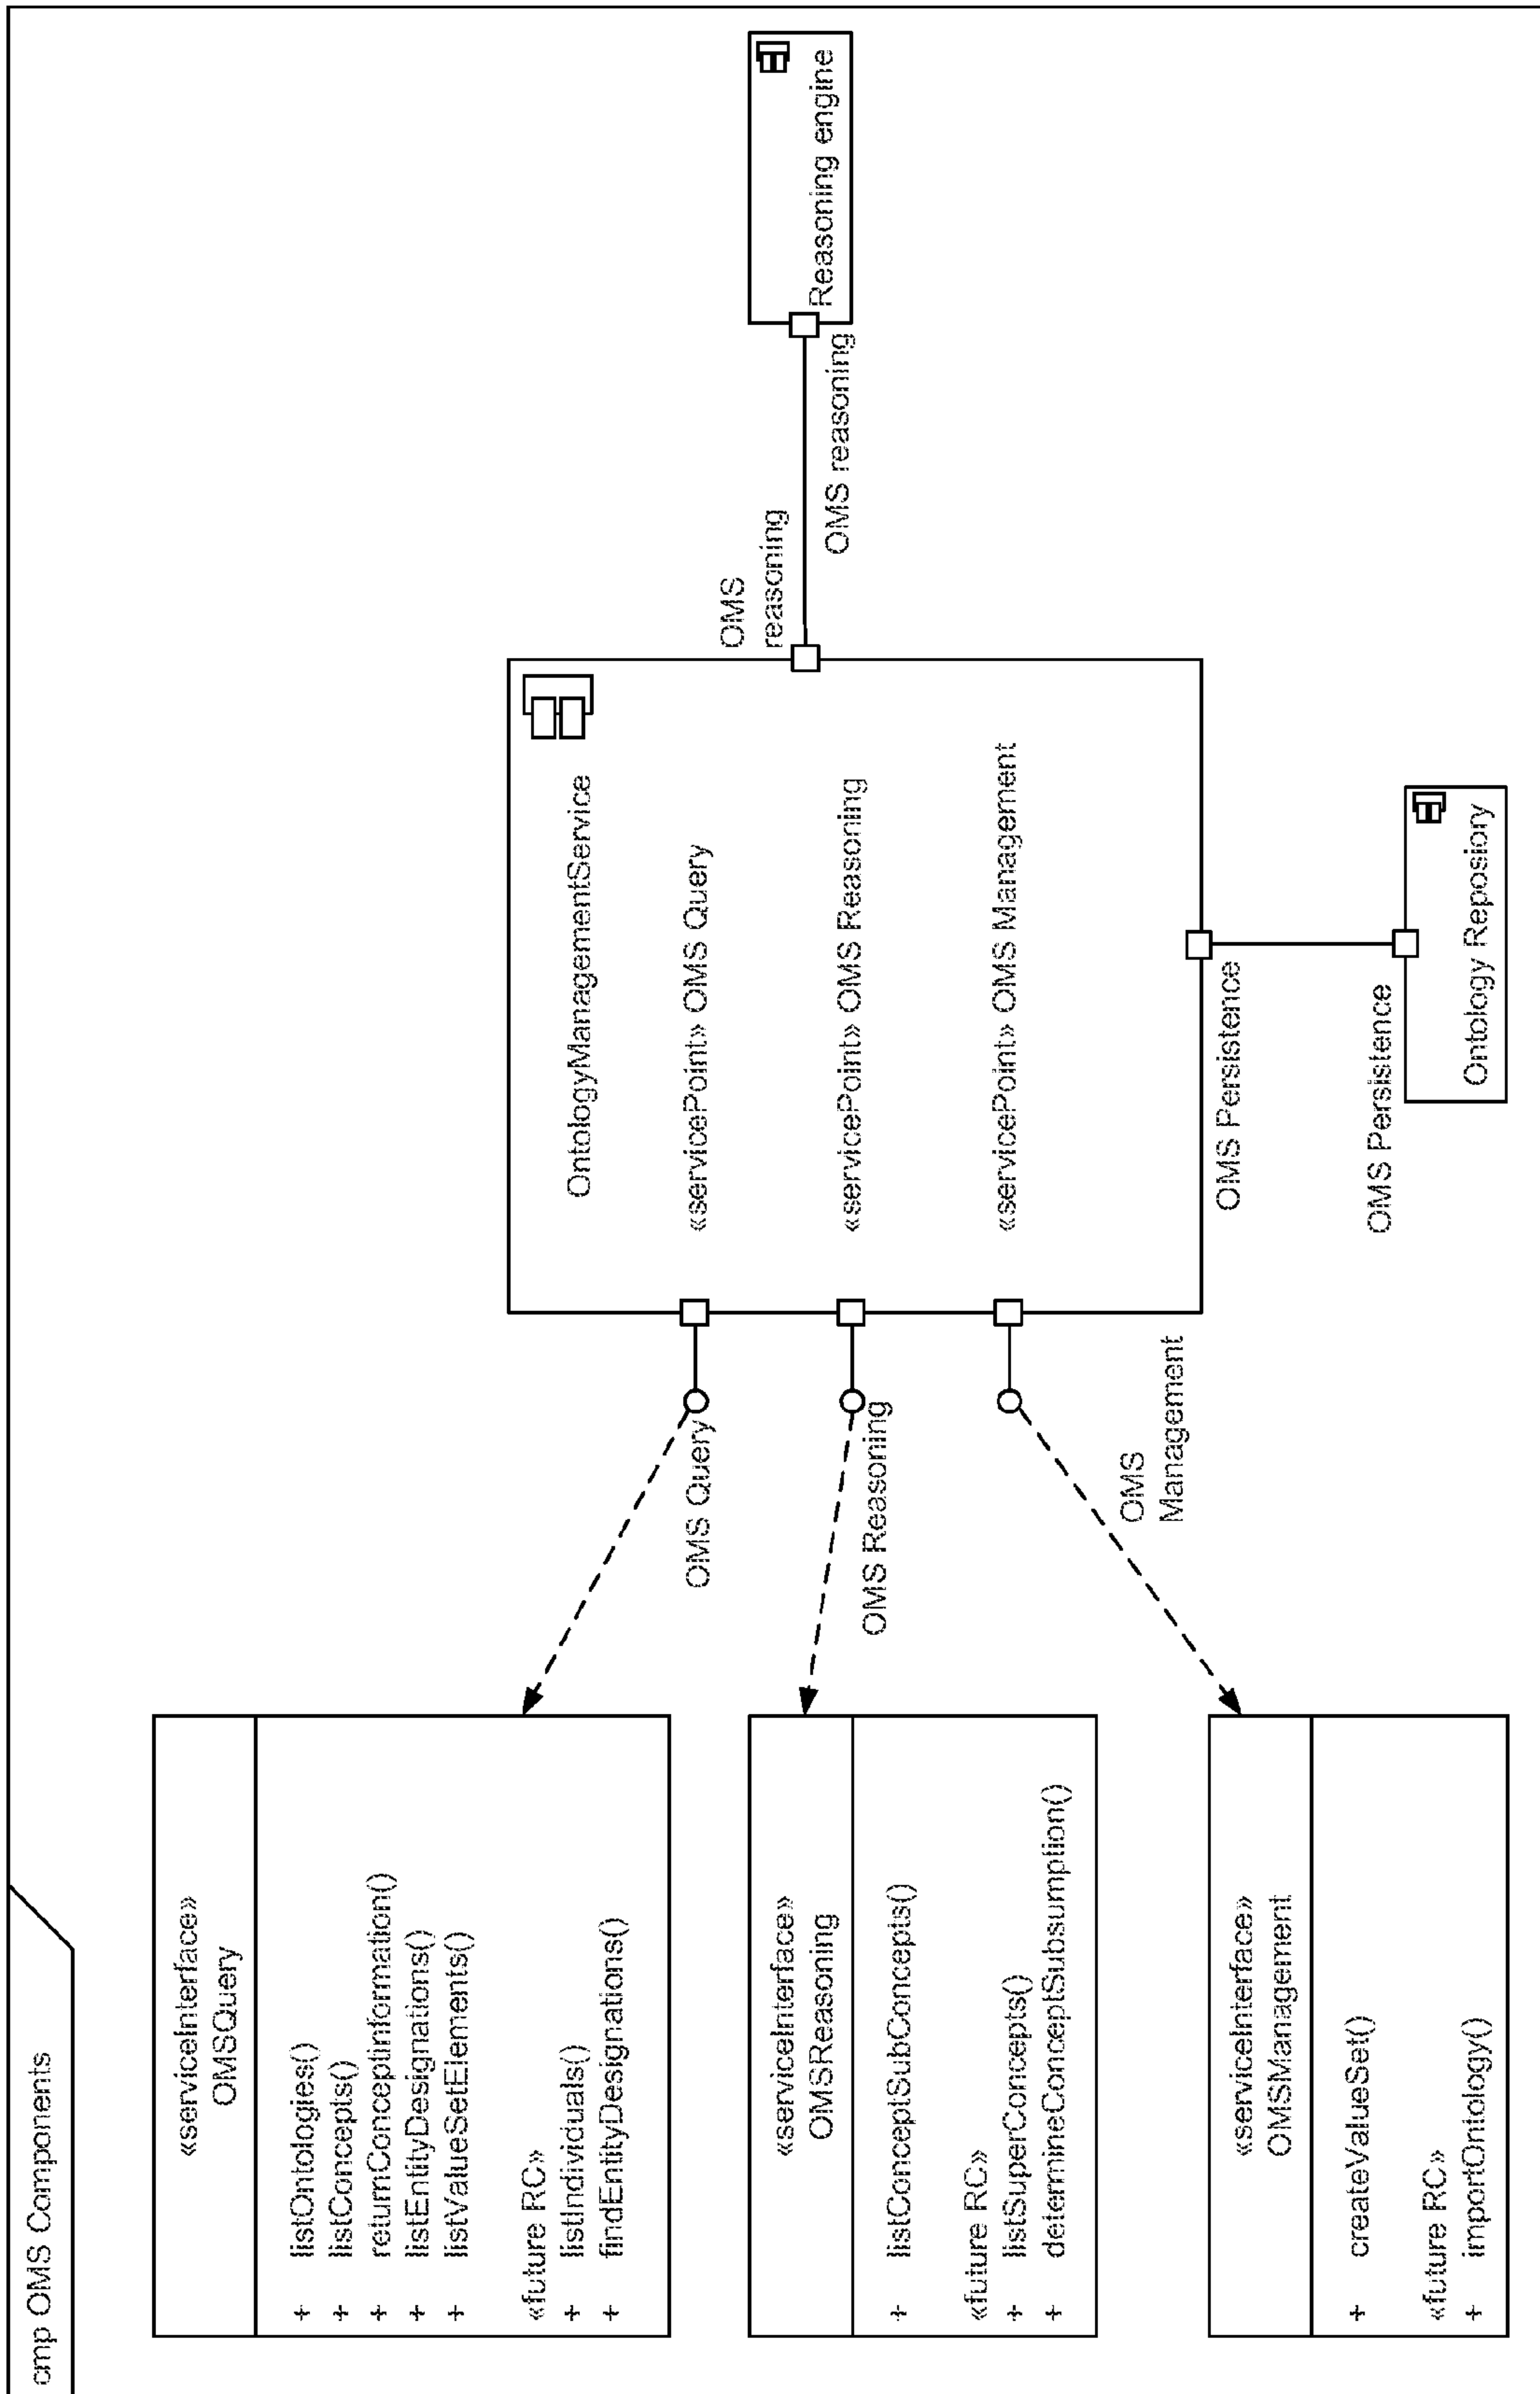 cmp OMS Components
«serviceInterface»
OMSQuery
+ listOntologies()
+ listConcepts()
+ returnConceptInformation()
+ listEntityDesignations()
+ listValueSetElements()
«future RC»
+ listIndividuals()
+ findEntityDesignations()
«serviceInterface»
OMSReasoning
+ listConceptSubConcepts()
«future RC»
+ listSuperConcepts()
+ determineConceptSubsumption()
«serviceInterface»
OMSManagement
+ createValueSet()
«future RC»
+ importOntology()
OMS Query
OMS Reasoning
OMS
Management
OntologyManagementService
«servicePoint» OMS Query
«servicePoint» OMS Reasoning
«servicePoint» OMS Management
OMS Persistence
OMS Persistence
Ontology Reposiory
OMS
reasoning
OMS reasoning
Reasoning engine